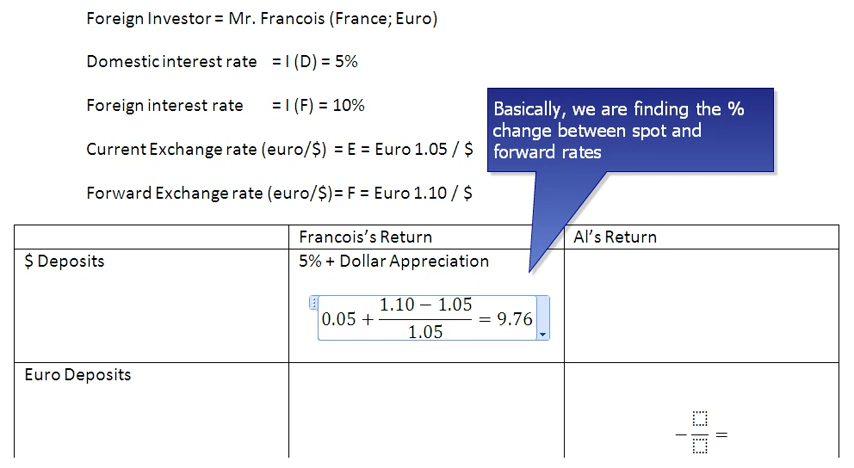 Foreign Investor = Mr. Francois (France; Euro)
Domestic interest rate = I (D) = 5%
Foreign interest rate = I (F) = 10%
Current Exchange rate (euro/$) = E = Euro 1.05 / $
Forward Exchange rate (euro/$)= F = Euro 1.10 / $
Basically, we are finding the %
change between spot and
forward rates
Francois's Return
Al's Return
$ Deposits
5% + Dollar Appreciation
0.05 + (1.10 − 1.05) / 1.05 = 9.76
Euro Deposits
− ⬚/⬚ =